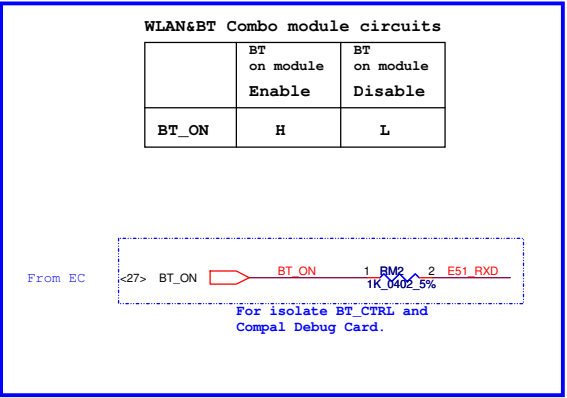 WLAN&BT Combo module circuits
BT on module Enable
BT on module Disable
BT_ON H L
From EC <27> BT_ON BT_ON 1 RM2 2 E51_RXD
1K_0402_5%
For isolate BT_CTRL and
Compal Debug Card.